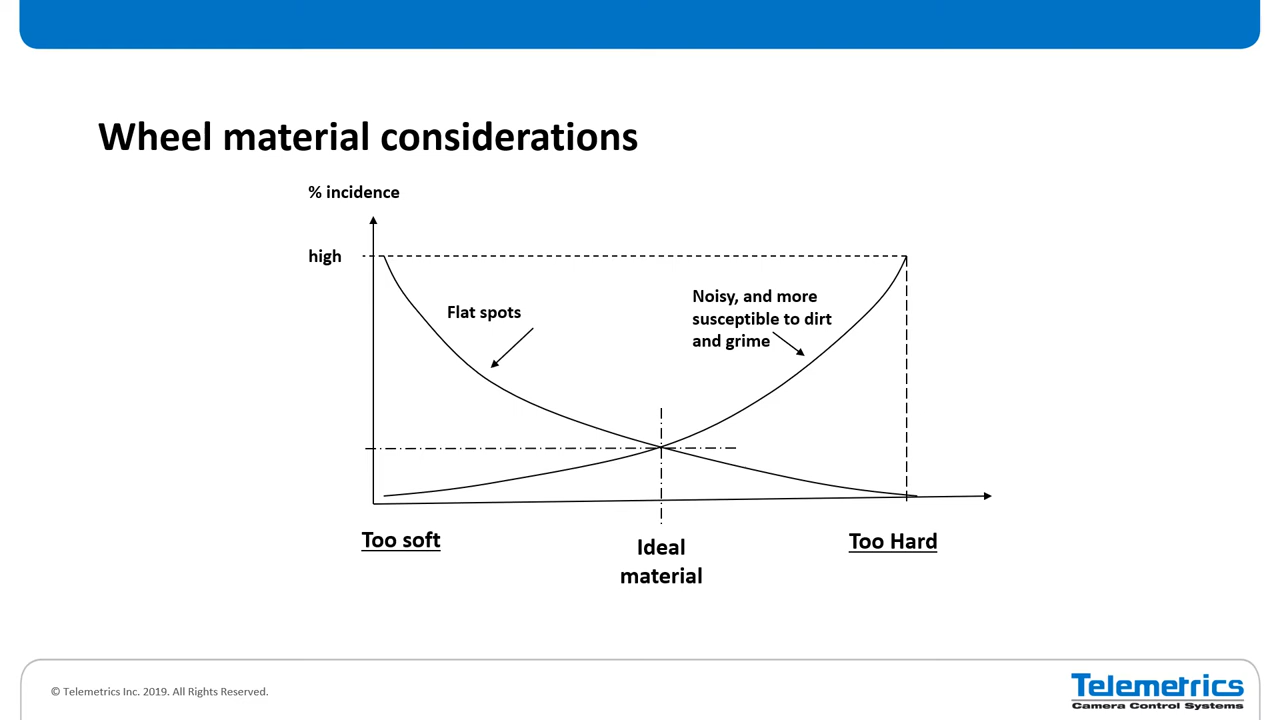 Wheel material considerations
% incidence
high
Flat spots
Noisy, and more
susceptible to dirt
and grime
Too soft
Ideal
material
Too Hard
© Telemetrics Inc. 2019. All Rights Reserved.
Telemetrics
Camera Control Systems